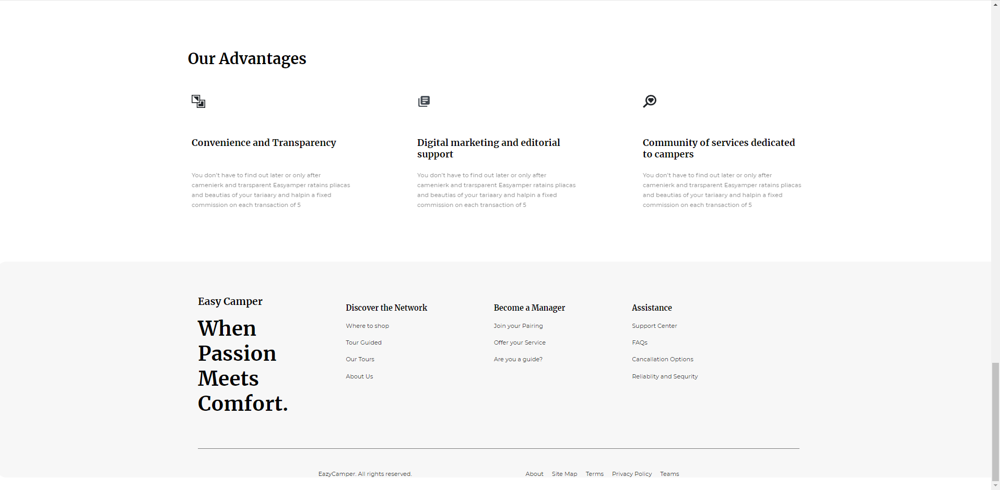 Our Advantages
Convenience and Transparency
You don't have to find out later or only after
camenierk and trarsparent Easyamper ratains pliacas
and beautias of your tariaary and halpin a fixed
commission on each transaction of 5
Digital marketing and editorial
support
You don't have to find out later or only after
camenierk and trarsparent Easyamper ratains pliacas
and beautias of your tariaary and halpin a fixed
commission on each transaction of 5
Community of services dedicated
to campers
You don't have to find out later or only after
camenierk and trarsparent Easyamper ratains pliacas
and beautias of your tariaary and halpin a fixed
commission on each transaction of 5
Easy Camper
When
Passion
Meets
Comfort.
Discover the Network
Where to shop
Tour Guided
Our Tours
About Us
Become a Manager
Join your Pairing
Offer your Service
Are you a guide?
Assistance
Support Center
FAQs
Cancallation Options
Reliablity and Sequrity
EazyCamper. All rights reserved.
About Site Map Terms Privacy Policy Teams